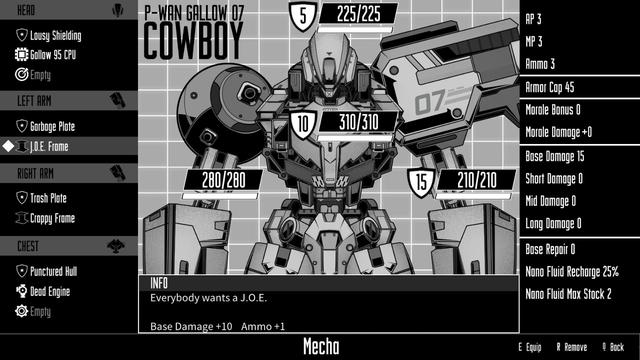 HEAD
Lousy Shielding
Gallow 95 CPU
Empty
LEFT ARM
Garbage Plate
J.O.E. Frame
RIGHT ARM
Trash Plate
Crappy Frame
CHEST
Punctured Hull
Dead Engine
Empty
P-WAN GALLOW 07
COWBOY
5 225/225
07
10 310/310
280/280
15 210/210
INFO
Everybody wants a J.O.E.
Base Damage +10 Ammo +1
AP 3
MP 3
Ammo 3
Armor Cap 45
Morale Bonus 0
Morale Damage +0
Base Damage 15
Short Damage 0
Mid Damage 0
Long Damage 0
Base Repair 0
Nano Fluid Recharge 25%
Nano Fluid Max Stock 2
Mecha
E Equip R Remove Q Back